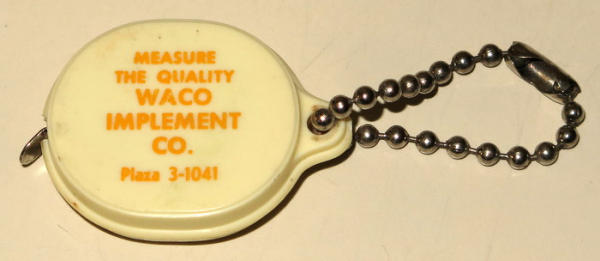 MEASURE
THE QUALITY
WACO
IMPLEMENT
CO.
Plaza 3-1041